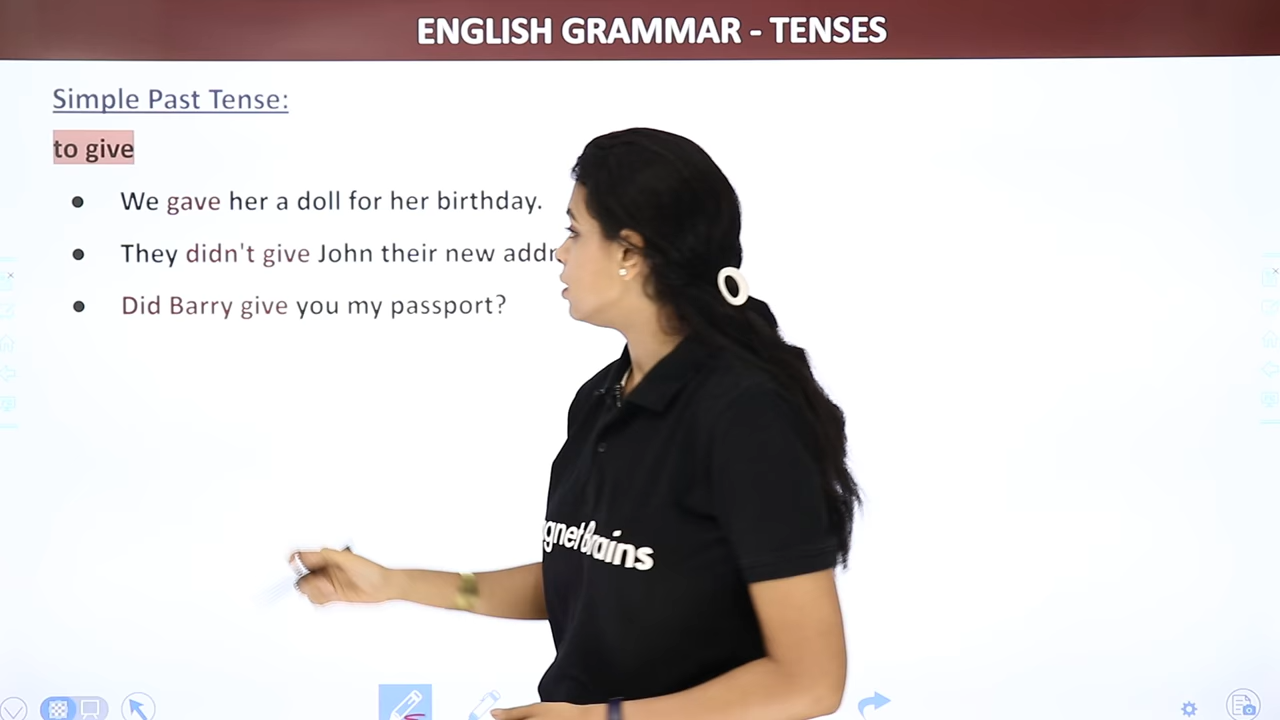 ENGLISH GRAMMAR - TENSES
Simple Past Tense:
to give
We gave her a doll for her birthday.
They didn't give John their new
Did Barry give you my passport?